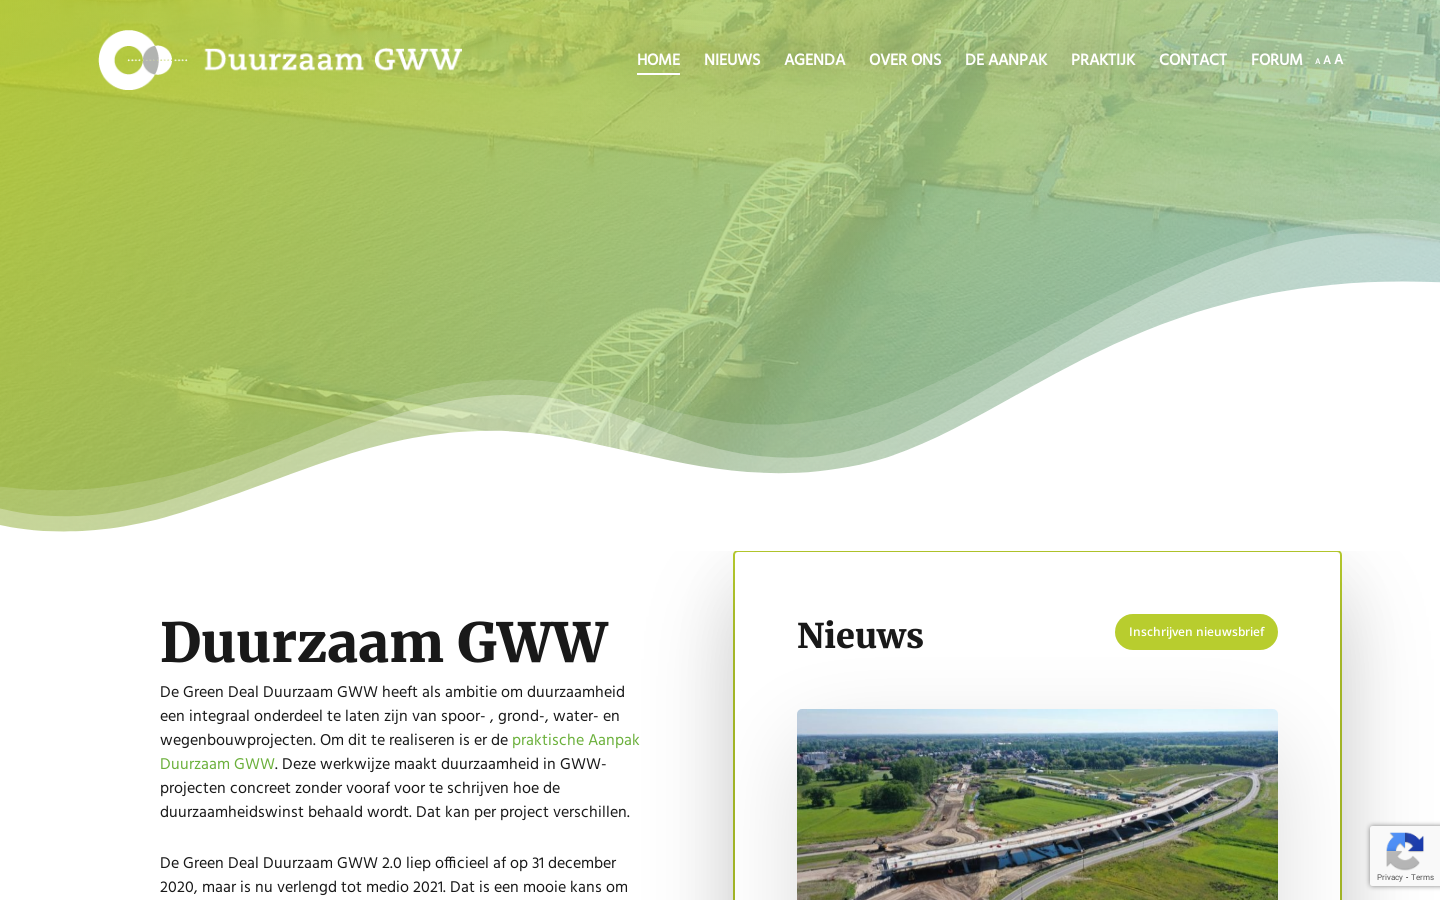 Duurzaam GWW
HOME NIEUWS AGENDA OVER ONS DE AANPAK PRAKTIJK CONTACT FORUM A A A
Duurzaam GWW
De Green Deal Duurzaam GWW heeft als ambitie om duurzaamheid
een integraal onderdeel te laten zijn van spoor- , grond-, water- en
wegenbouwprojecten. Om dit te realiseren is er de praktische Aanpak
Duurzaam GWW. Deze werkwijze maakt duurzaamheid in GWW-
projecten concreet zonder vooraf voor te schrijven hoe de
duurzaamheidswinst behaald wordt. Dat kan per project verschillen.
De Green Deal Duurzaam GWW 2.0 liep officieel af op 31 december
2020, maar is nu verlengd tot medio 2021. Dat is een mooie kans om
Nieuws
Inschrijven nieuwsbrief
Privacy - Terms